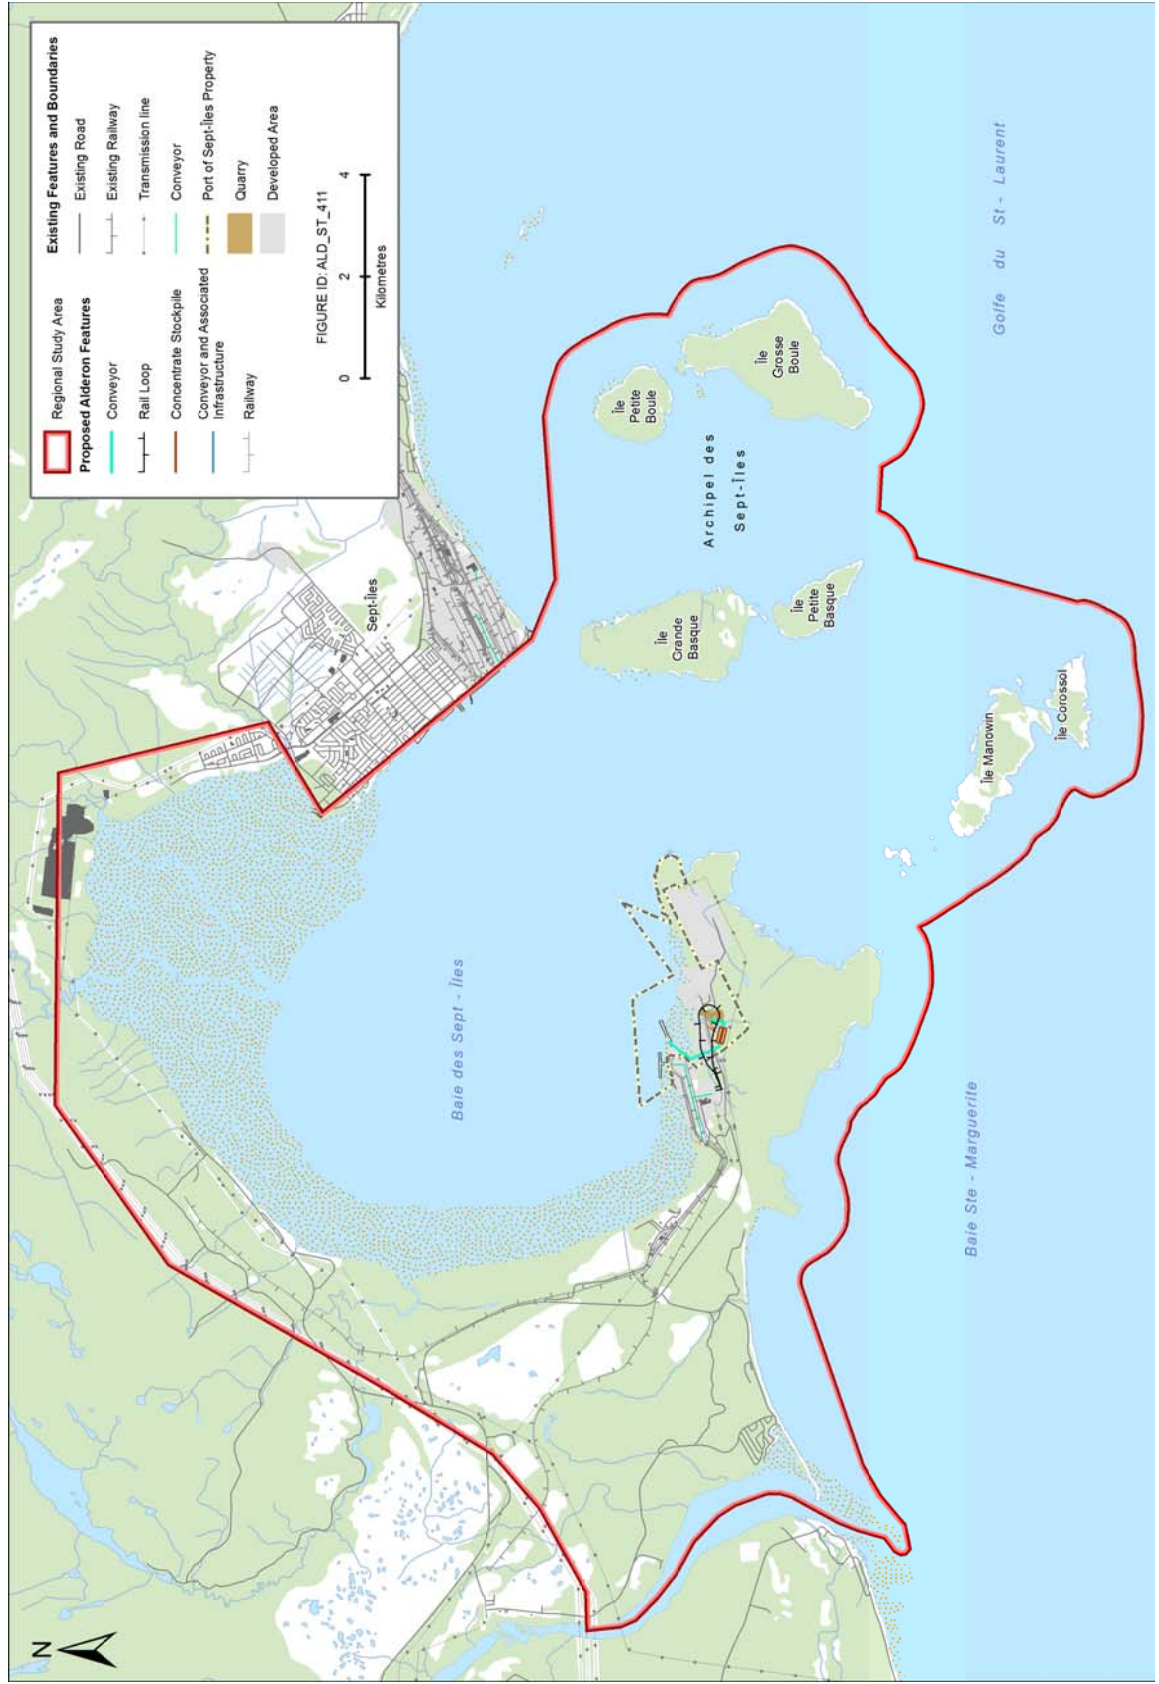 Regional Study Area
Proposed Alderon Features
Conveyor
Rail Loop
Concentrate Stockpile
Conveyor and Associated
Infrastructure
Railway
Existing Features and Boundaries
Existing Road
Existing Railway
Transmission line
Conveyor
Port of Sept-Îles Property
Quarry
Developed Area
FIGURE ID: ALD_ST_411
0 2 4
Kilometres
N
Sept-Îles
Baie des Sept - Îles
Île
Petite
Boule
Île
Grosse
Boule
Archipel des
Sept-Îles
Île
Grande
Basque
Île
Petite
Basque
Île Manowin
Île Corossol
Baie Ste - Marguerite
Golfe du St - Laurent